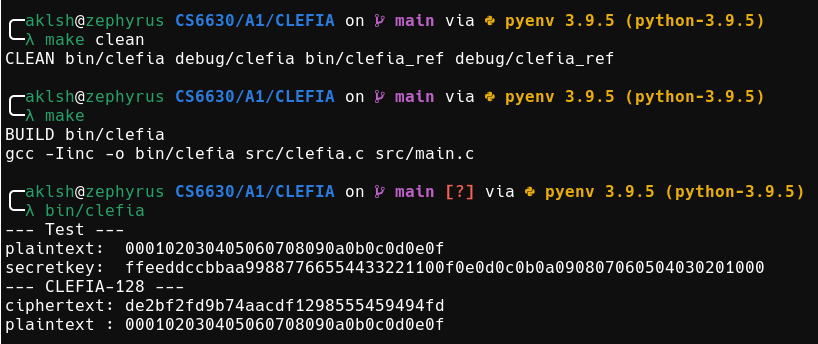 aklsh@zephyrus CS6630/A1/CLEFIA on main via pyenv 3.9.5 (python-3.9.5)
λ make clean
CLEAN bin/clefia debug/clefia bin/clefia_ref debug/clefia_ref
aklsh@zephyrus CS6630/A1/CLEFIA on main via pyenv 3.9.5 (python-3.9.5)
λ make
BUILD bin/clefia
gcc -Iinc -o bin/clefia src/clefia.c src/main.c
aklsh@zephyrus CS6630/A1/CLEFIA on main [?] via pyenv 3.9.5 (python-3.9.5)
λ bin/clefia
--- Test ---
plaintext:  000102030405060708090a0b0c0d0e0f
secretkey:  ffeeddccbbaa99887766554433221100f0e0d0c0b0a090807060504030201000
--- CLEFIA-128 ---
ciphertext: de2bf2fd9b74aacdf1298555459494fd
plaintext : 000102030405060708090a0b0c0d0e0f